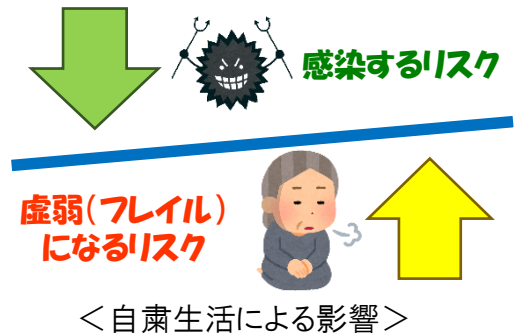 感染するリスク
虚弱(フレイル)
になるリスク
＜自粛生活による影響＞